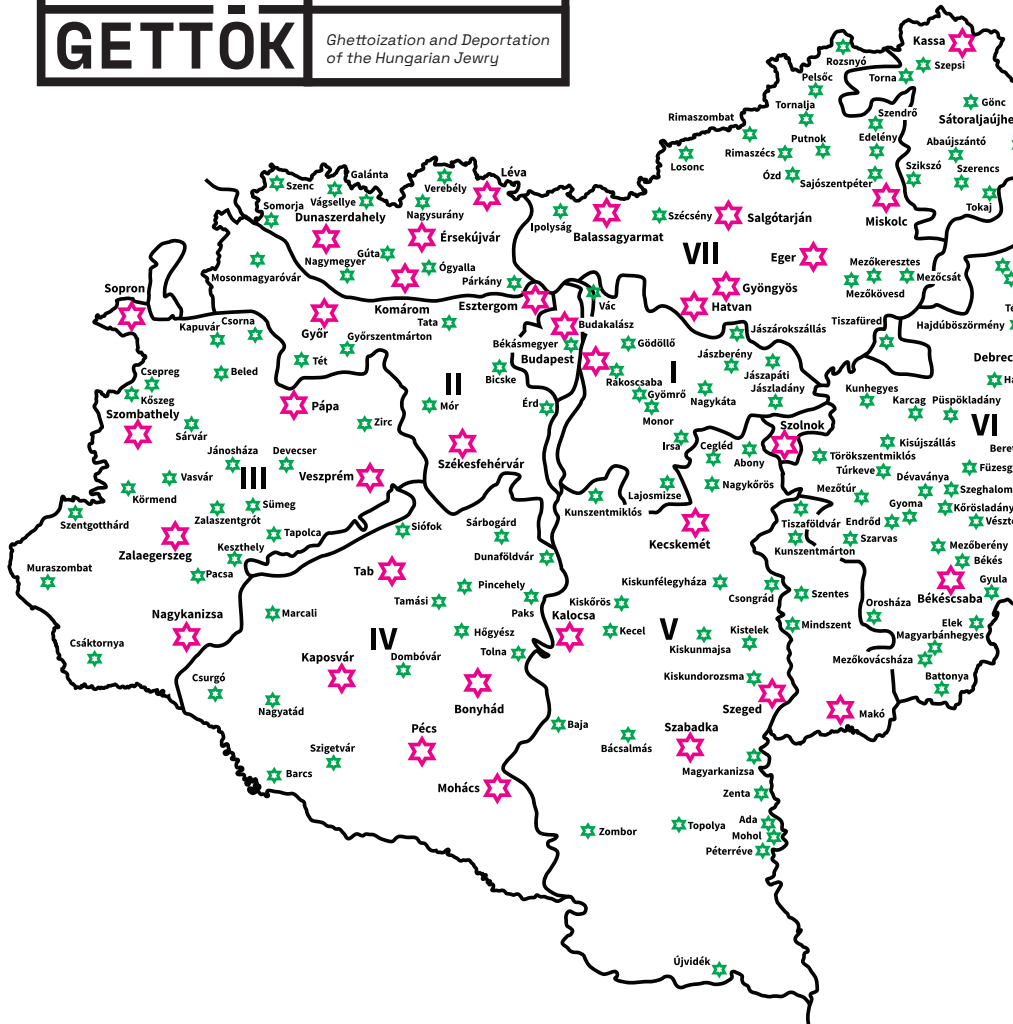 GETTÓK
Ghettoization and Deportation
of the Hungarian Jewry
Kassa
Rozsnyó
Szepsi
Torna
Pelsőc
Gönc
Tornalja
Szendrő
Sátoraljaújhe
Rimaszombat
Putnok
Edelény
Abaújszántó
Rimaszécs
Losonc
Szikszó
Szerencs
Ózd
Sajószentpéter
Tokaj
Miskolc
Léva
Galánta
Verebély
Szenc
Vágsellye
Somorja
Nagysurány
Dunaszerdahely
Ipolyság
Szécsény
Salgótarján
Balassagyarmat
Érsekújvár
VII
Gúta
Nagymegyer
Ógyalla
Eger
Mezőkeresztes
Mosonmagyaróvár
Párkány
Mezőcsát
Mezőkövesd
Sopron
Gyöngyös
Esztergom
Vác
Hatvan
Komárom
Tata
Kapuvár
Csorna
Győr
Győrszentmárton
Budakalász
Jászárokszállás
Tiszafüred
Hajdúböszörmény
Té
Békásmegyer
Gödöllő
Jászberény
Budapest
Debrec
Tét
Beled
Csepreg
Bicske
Rákoscsaba
I
Jászapáti
Ha
Kőszeg
II
Gyömrő
Nagykáta
Jászladány
Kunhegyes
Pápa
Mór
Érd
Karcag
Püspökladány
Szombathely
Monor
Zirc
Szolnok
VI
Sárvár
Irsa
Cegléd
Kisújszállás
Beret
Jánosháza
Devecser
Székesfehérvár
Abony
Törökszentmiklós
Türkeve
Füzesg
III
Veszprém
Vasvár
Dévaványa
Körmend
Lajosmizse
Nagykőrös
Mezőtúr
Szeghalom
Sümeg
Kunszentmiklós
Gyoma
Kőrösladány
Szentgotthárd
Zalaszentgrót
Siófok
Sárbogárd
Tiszaföldvár
Endrőd
Vészto
Tapolca
Kecskemét
Szarvas
Zalaegerszeg
Keszthely
Dunaföldvár
Kunszentmárton
Mezőberény
Muraszombat
Pacsa
Tab
Békés
Kiskunfélegyháza
Gyula
Pincehely
Csongrád
Szentes
Békéscsaba
Tamási
Paks
Kiskőrös
Orosháza
Nagykanizsa
Marcali
Kalocsa
Elek
IV
Hőgyész
Kecel
V
Kistelek
Mindszent
Magyarbánhegyes
Csáktornya
Tolna
Kiskunmajsa
Kaposvár
Dombóvár
Mezőkovácsháza
Csurgó
Kiskundorozsma
Battonya
Nagyatád
Bonyhád
Szeged
Makó
Pécs
Baja
Szabadka
Szigetvár
Bácsalmás
Barcs
Magyarkanizsa
Mohács
Zenta
Zombor
Topolya
Ada
Mohol
Péterréve
Újvidék